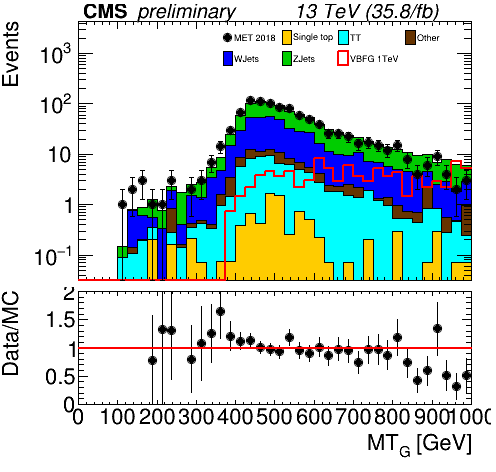 CMS preliminary 13 TeV (35.8/fb)
Events
MET 2018 Single top TT Other
WJets ZJets VBFG 1TeV
10³
10²
10
1
10⁻¹
Data/MC
2
1.5
1
0.5
0
0 100 200 300 400 500 600 700 800 900 1000
MT_G [GeV]